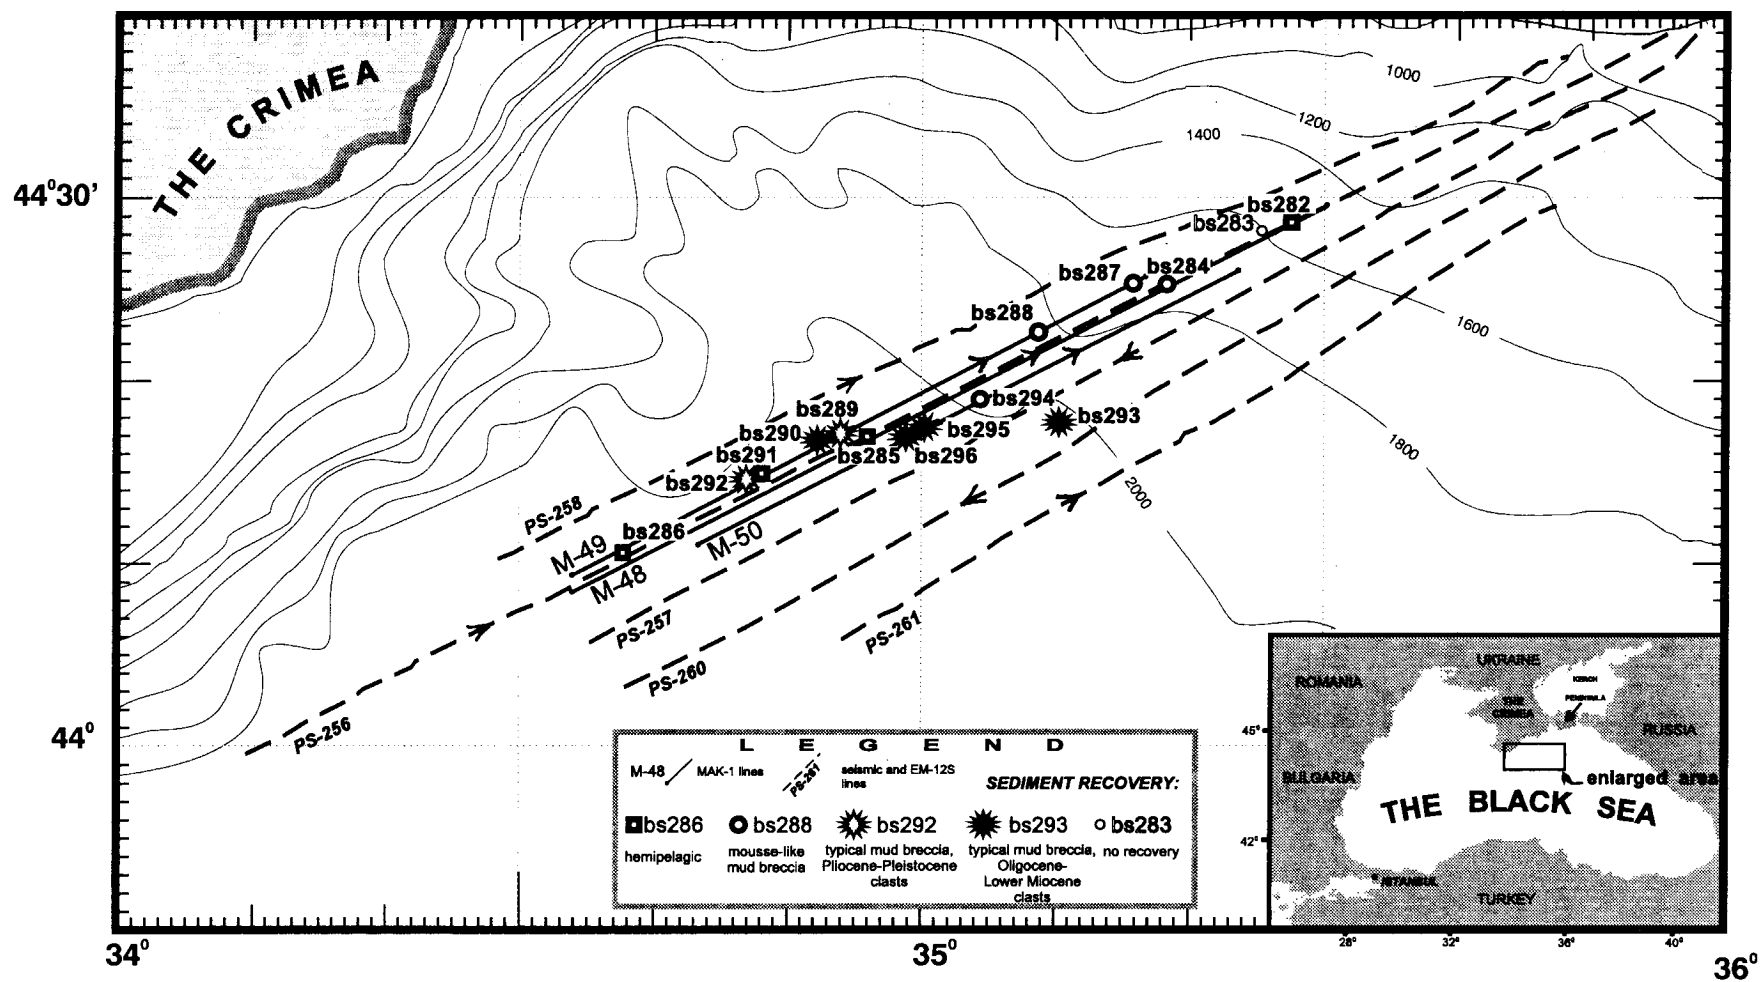 THE CRIMEA
1000
1200
1400
44°30'
bs282
bs283
bs287
bs284
bs288
1600
bs289
bs294
bs293
bs290
bs295
bs291
bs285
bs296
1800
bs292
2000
PS-258
bs286
M-49
M-50
M-48
PS-257
PS-261
PS-260
44°
PS-256
LEGEND
M-48
MAK-1 lines
PS-261
seismic and EM-12S
lines
SEDIMENT RECOVERY:
bs286
bs288
bs292
bs293
bs283
hemipelagic
mousse-like
mud breccia
typical mud breccia,
Pliocene-Pleistocene
clasts
typical mud breccia,
Oligocene-
Lower Miocene
clasts
no recovery
UKRAINE
ROMANIA
KERCH
PENINSULA
THE
CRIMEA
RUSSIA
45°
BULGARIA
enlarged area
THE BLACK SEA
42°
ISTANBUL
TURKEY
28°
32°
36°
40°
34°
35°
36°